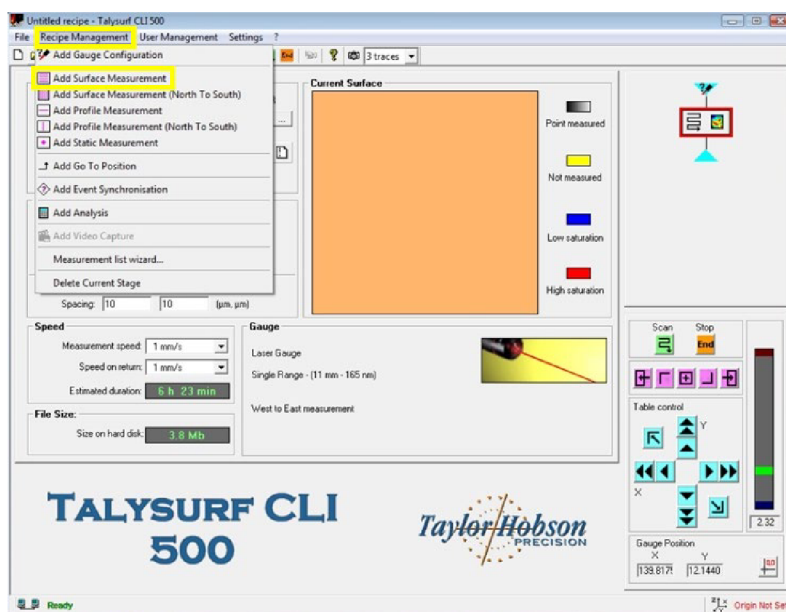 Untitled recipe - Talysurf CLI 500
File Recipe Management User Management Settings ?
Add Gauge Configuration
End
3 traces
Add Surface Measurement
Add Surface Measurement (North To South)
Add Profile Measurement
Add Profile Measurement (North To South)
Add Static Measurement
Add Go To Position
Add Event Synchronisation
Add Analysis
Add Video Capture
Measurement list wizard...
Delete Current Stage
...
Spacing: 10 10 (µm, µm)
Current Surface
Point measured
Not measured
Low saturation
High saturation
Speed
Measurement speed: 1 mm/s
Speed on return: 1 mm/s
Estimated duration: 6 h 23 min
File Size:
Size on hard disk: 3.8 Mb
Gauge
Laser Gauge
Single Range - (11 mm - 165 nm)
West to East measurement
Scan Stop
End
Table control
Y
X
2.32
Gauge Position
X Y
12.1440
0,0
TALYSURF CLI
500
Taylor Hobson
PRECISION
Ready
Origin Not Se